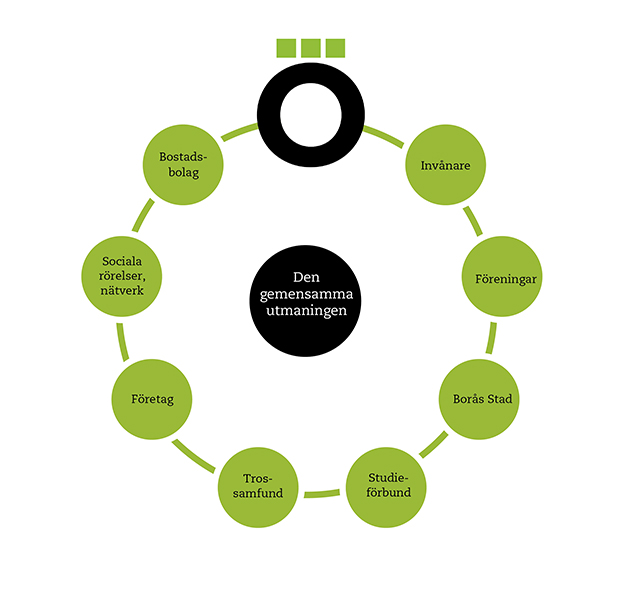 Bostads-
bolag
Invånare
Sociala
rörelser,
nätverk
Den
gemensamma
utmaningen
Föreningar
Företag
Borås Stad
Tros-
samfund
Studie-
förbund